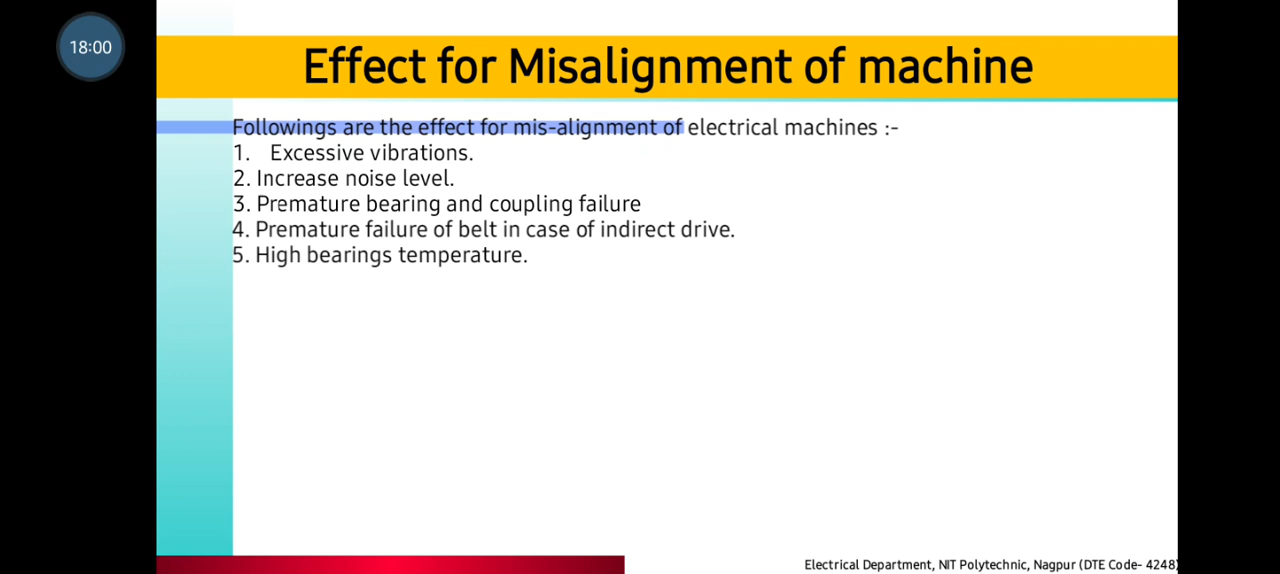 18:00
Effect for Misalignment of machine
Followings are the effect for mis-alignment of electrical machines :-
1. Excessive vibrations.
2. Increase noise level.
3. Premature bearing and coupling failure
4. Premature failure of belt in case of indirect drive.
5. High bearings temperature.
Electrical Department, NIT Polytechnic, Nagpur (DTE Code- 4248)